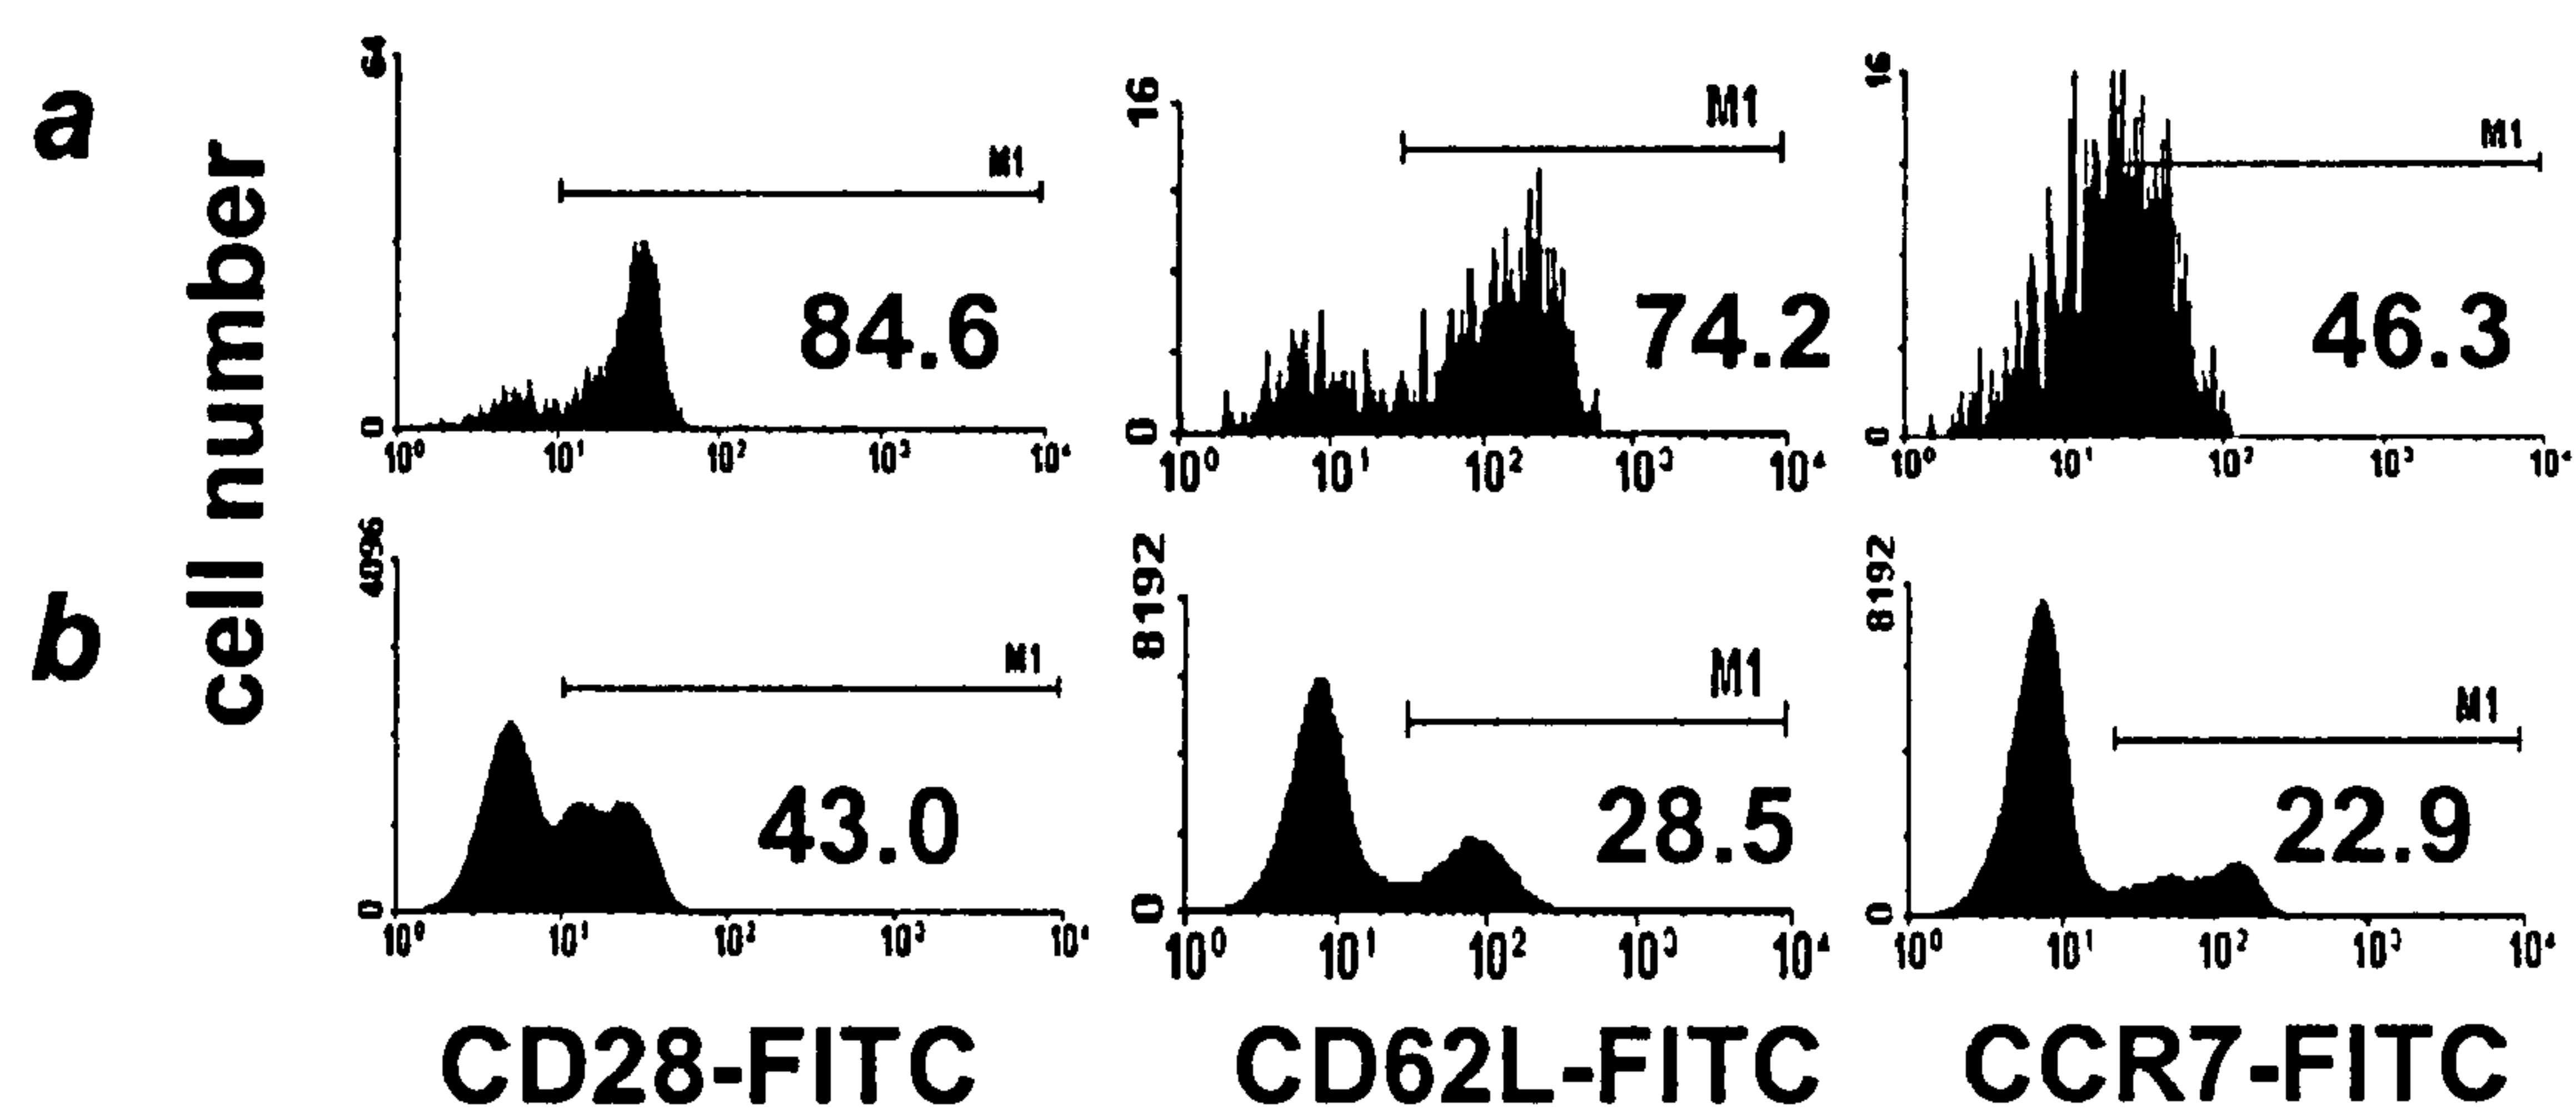 a
cell number
64
M1
84.6
0
10⁰ 10¹ 10² 10³ 10⁴
16
M1
74.2
0
10⁰ 10¹ 10² 10³ 10⁴
16
M1
46.3
0
10⁰ 10¹ 10² 10³ 10⁴
b
4096
M1
43.0
0
10⁰ 10¹ 10² 10³ 10⁴
8192
M1
28.5
0
10⁰ 10¹ 10² 10³ 10⁴
8192
M1
22.9
0
10⁰ 10¹ 10² 10³ 10⁴
CD28-FITC
CD62L-FITC
CCR7-FITC